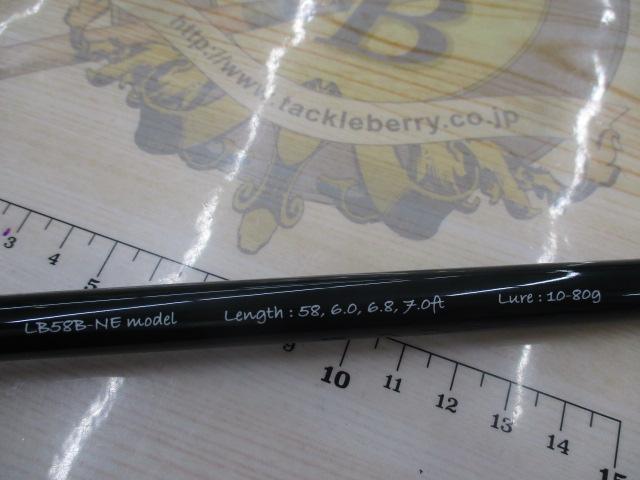 B
http://www.tackleberry.co.jp
3 4 5
LB58B-NE model Length : 58, 6.0, 6.8, 7.0ft Lure : 10-80g
9 10 11 12 13 14 15